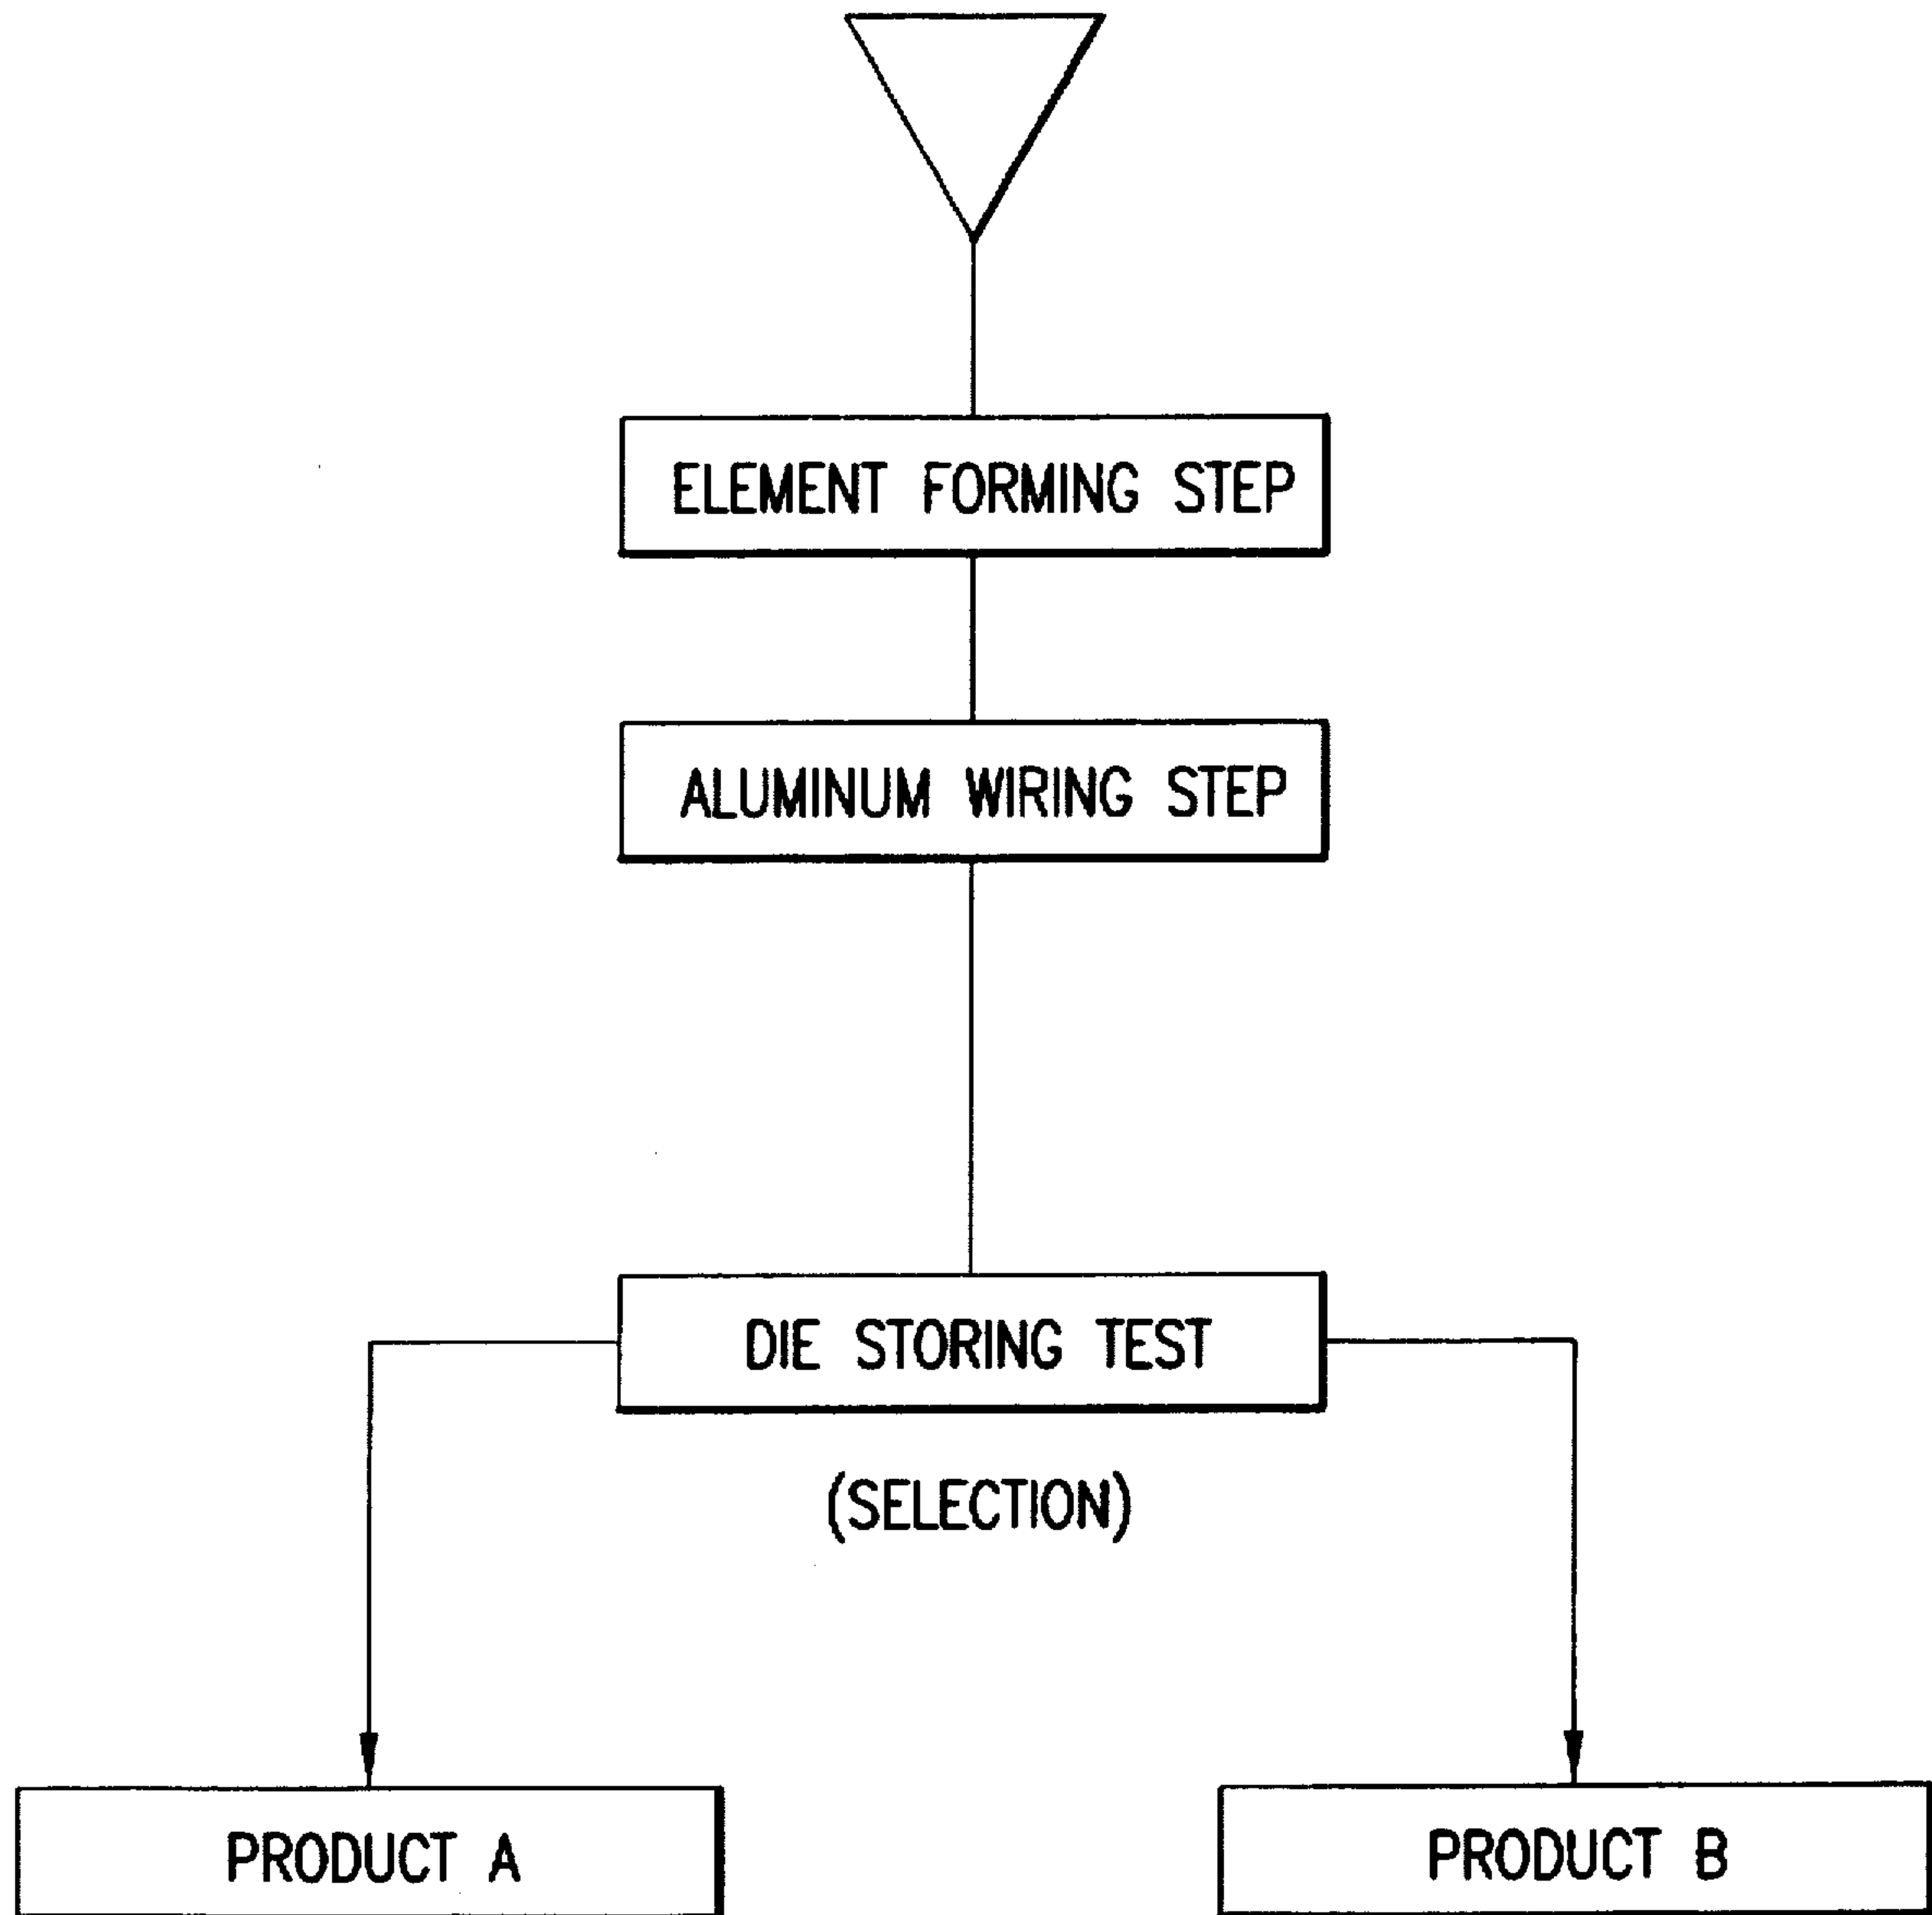 ELEMENT FORMING STEP
ALUMINUM WIRING STEP
DIE STORING TEST
(SELECTION)
PRODUCT A
PRODUCT B